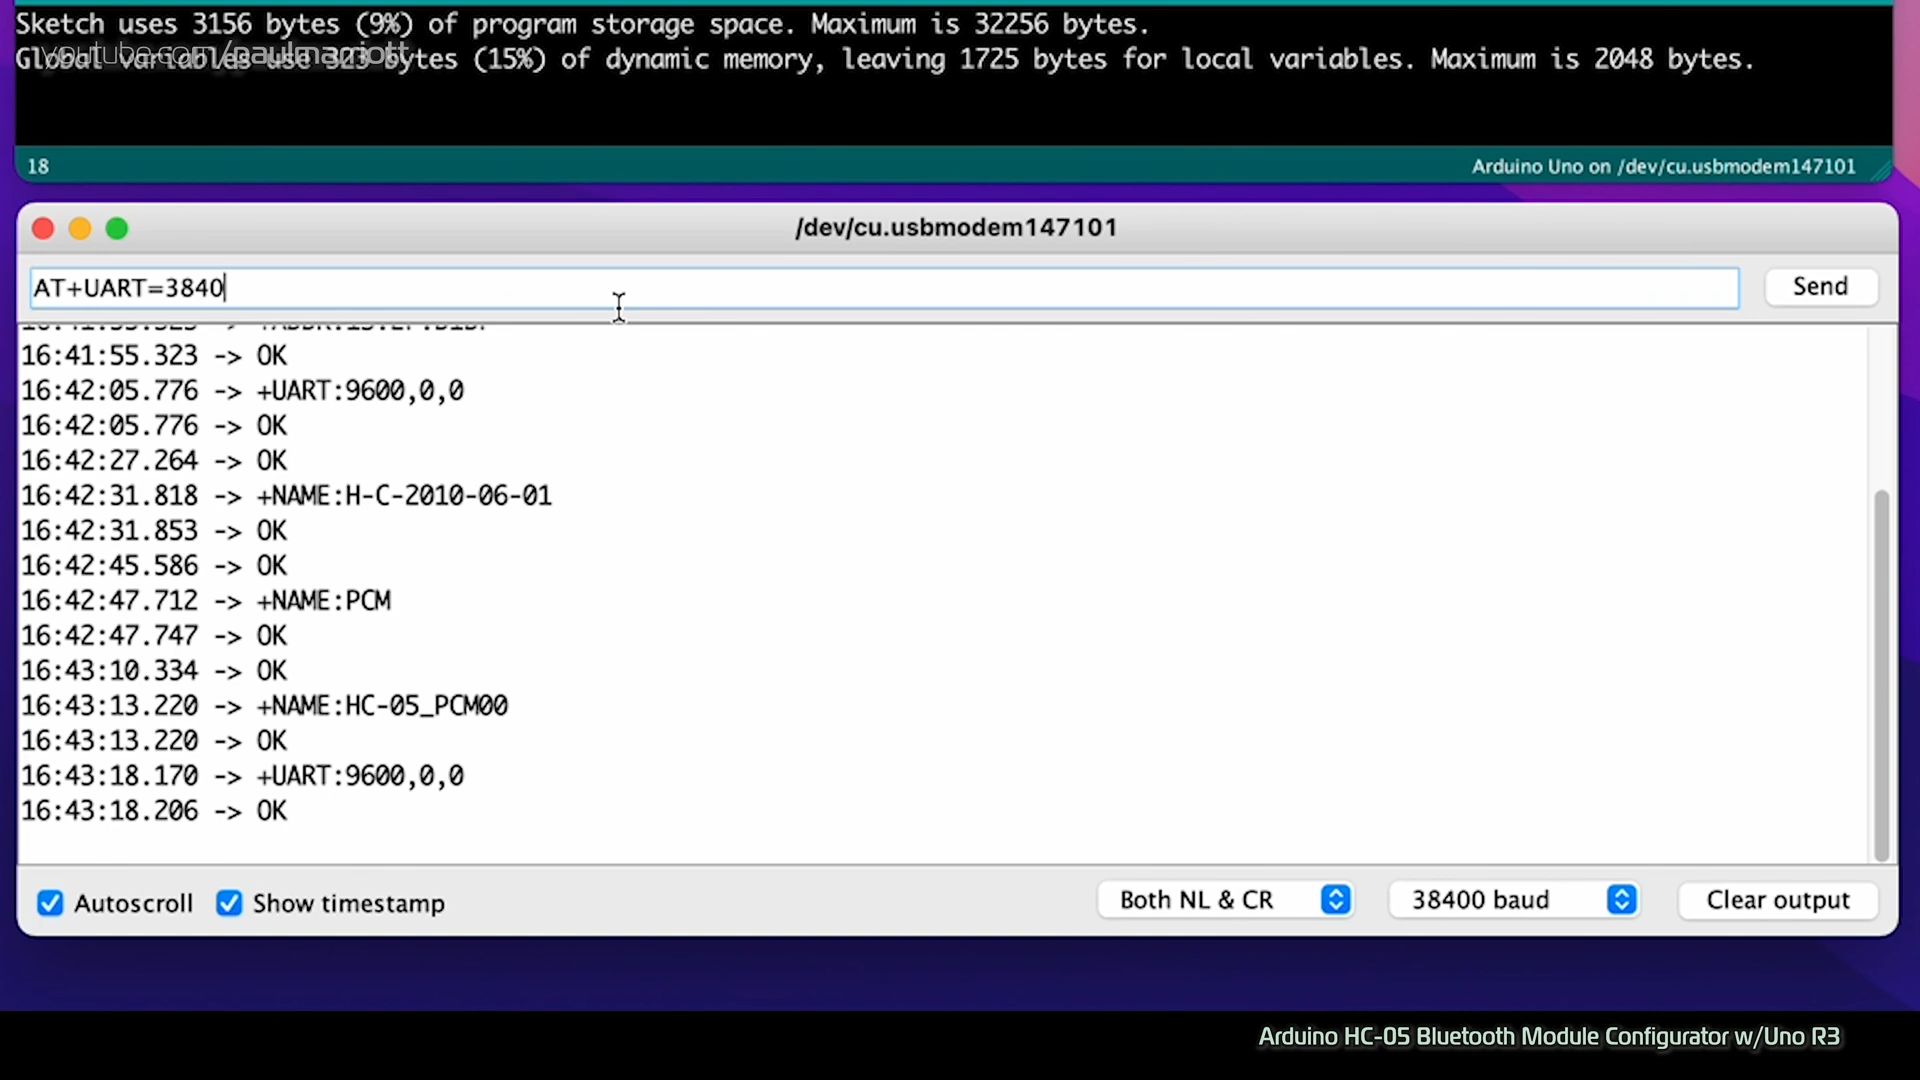 Sketch uses 3156 bytes (9%) of program storage space. Maximum is 32256 bytes.
youtube.com/paulmarriott
Global variables use 323 bytes (15%) of dynamic memory, leaving 1725 bytes for local variables. Maximum is 2048 bytes.
18
Arduino Uno on /dev/cu.usbmodem147101
/dev/cu.usbmodem147101
AT+UART=3840
Send
16:41:55.323 -> OK
16:42:05.776 -> +UART:9600,0,0
16:42:05.776 -> OK
16:42:27.264 -> OK
16:42:31.818 -> +NAME:H-C-2010-06-01
16:42:31.853 -> OK
16:42:45.586 -> OK
16:42:47.712 -> +NAME:PCM
16:42:47.747 -> OK
16:43:10.334 -> OK
16:43:13.220 -> +NAME:HC-05_PCM00
16:43:13.220 -> OK
16:43:18.170 -> +UART:9600,0,0
16:43:18.206 -> OK
Autoscroll
Show timestamp
Both NL & CR
38400 baud
Clear output
Arduino HC-05 Bluetooth Module Configurator w/Uno R3